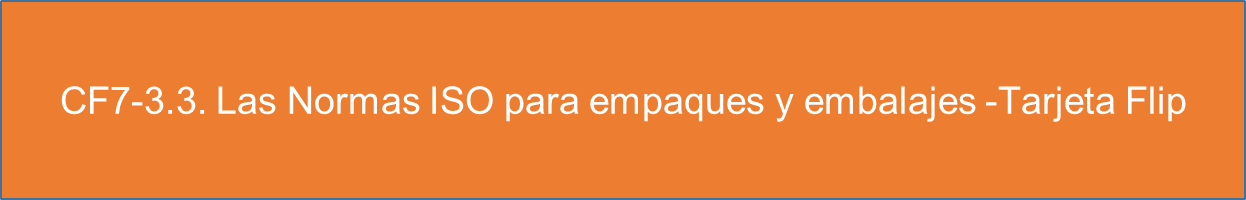 CF7-3.3. Las Normas ISO para empaques y embalajes -Tarjeta Flip